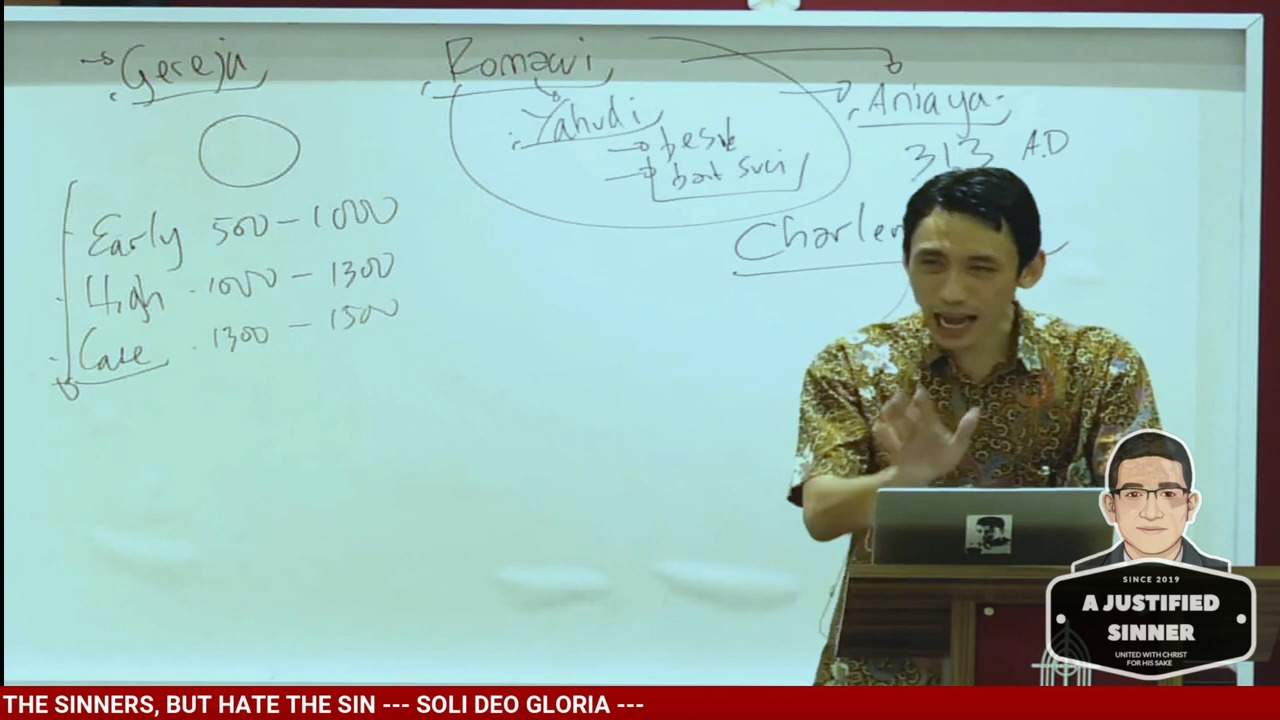 Gereja
Romawi
Yahudi
besar
bait suci
Aniaya
313 A.D
Early 500 - 1000
High 1000 - 1300
Late 1300 - 1500
SINCE 2019
A JUSTIFIED
SINNER
UNITED WITH CHRIST
FOR HIS SAKE
THE SINNERS, BUT HATE THE SIN --- SOLI DEO GLORIA ---